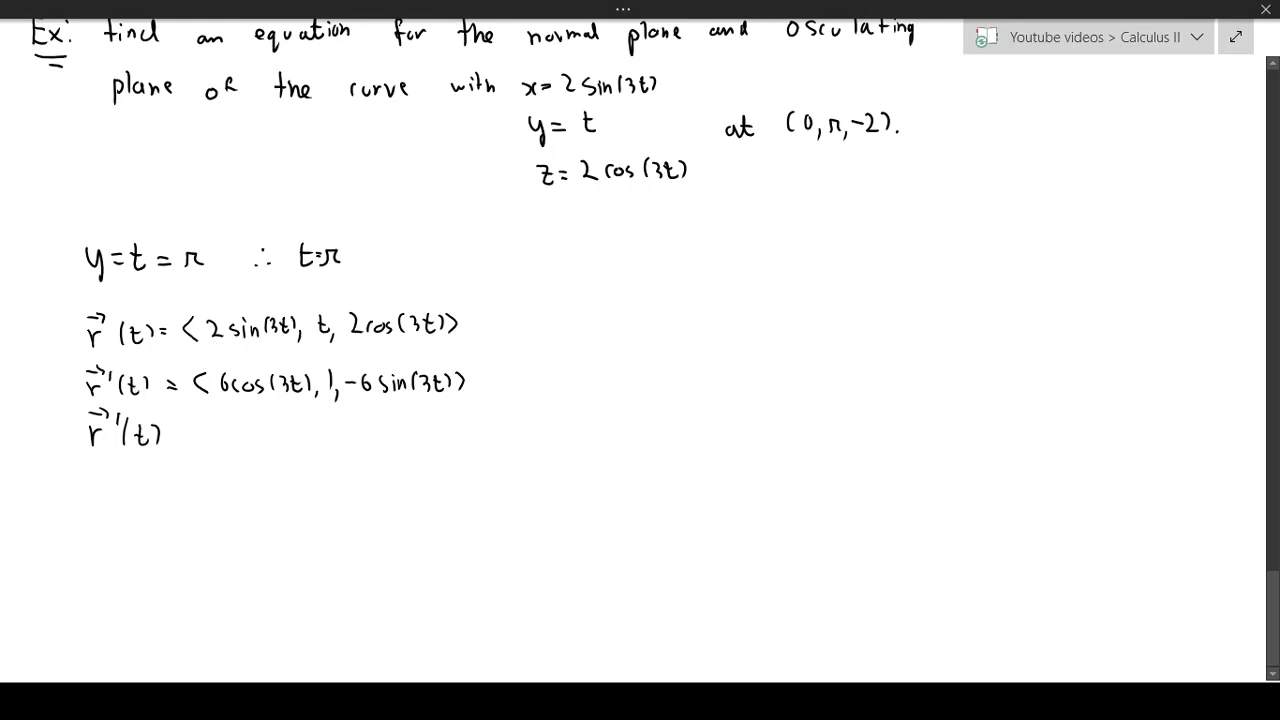 ...
Youtube videos > Calculus II
Ex: find an equation for the normal plane and osculating
plane of the curve with x= 2 sin(3t)
y= t at (0, π, -2).
z= 2 cos(3t)
y=t=π ∴ t=π
r⃗ (t)= <2 sin(3t), t, 2cos(3t)>
r⃗'(t) = <6cos(3t), 1, -6 sin(3t)>
r⃗'(t)